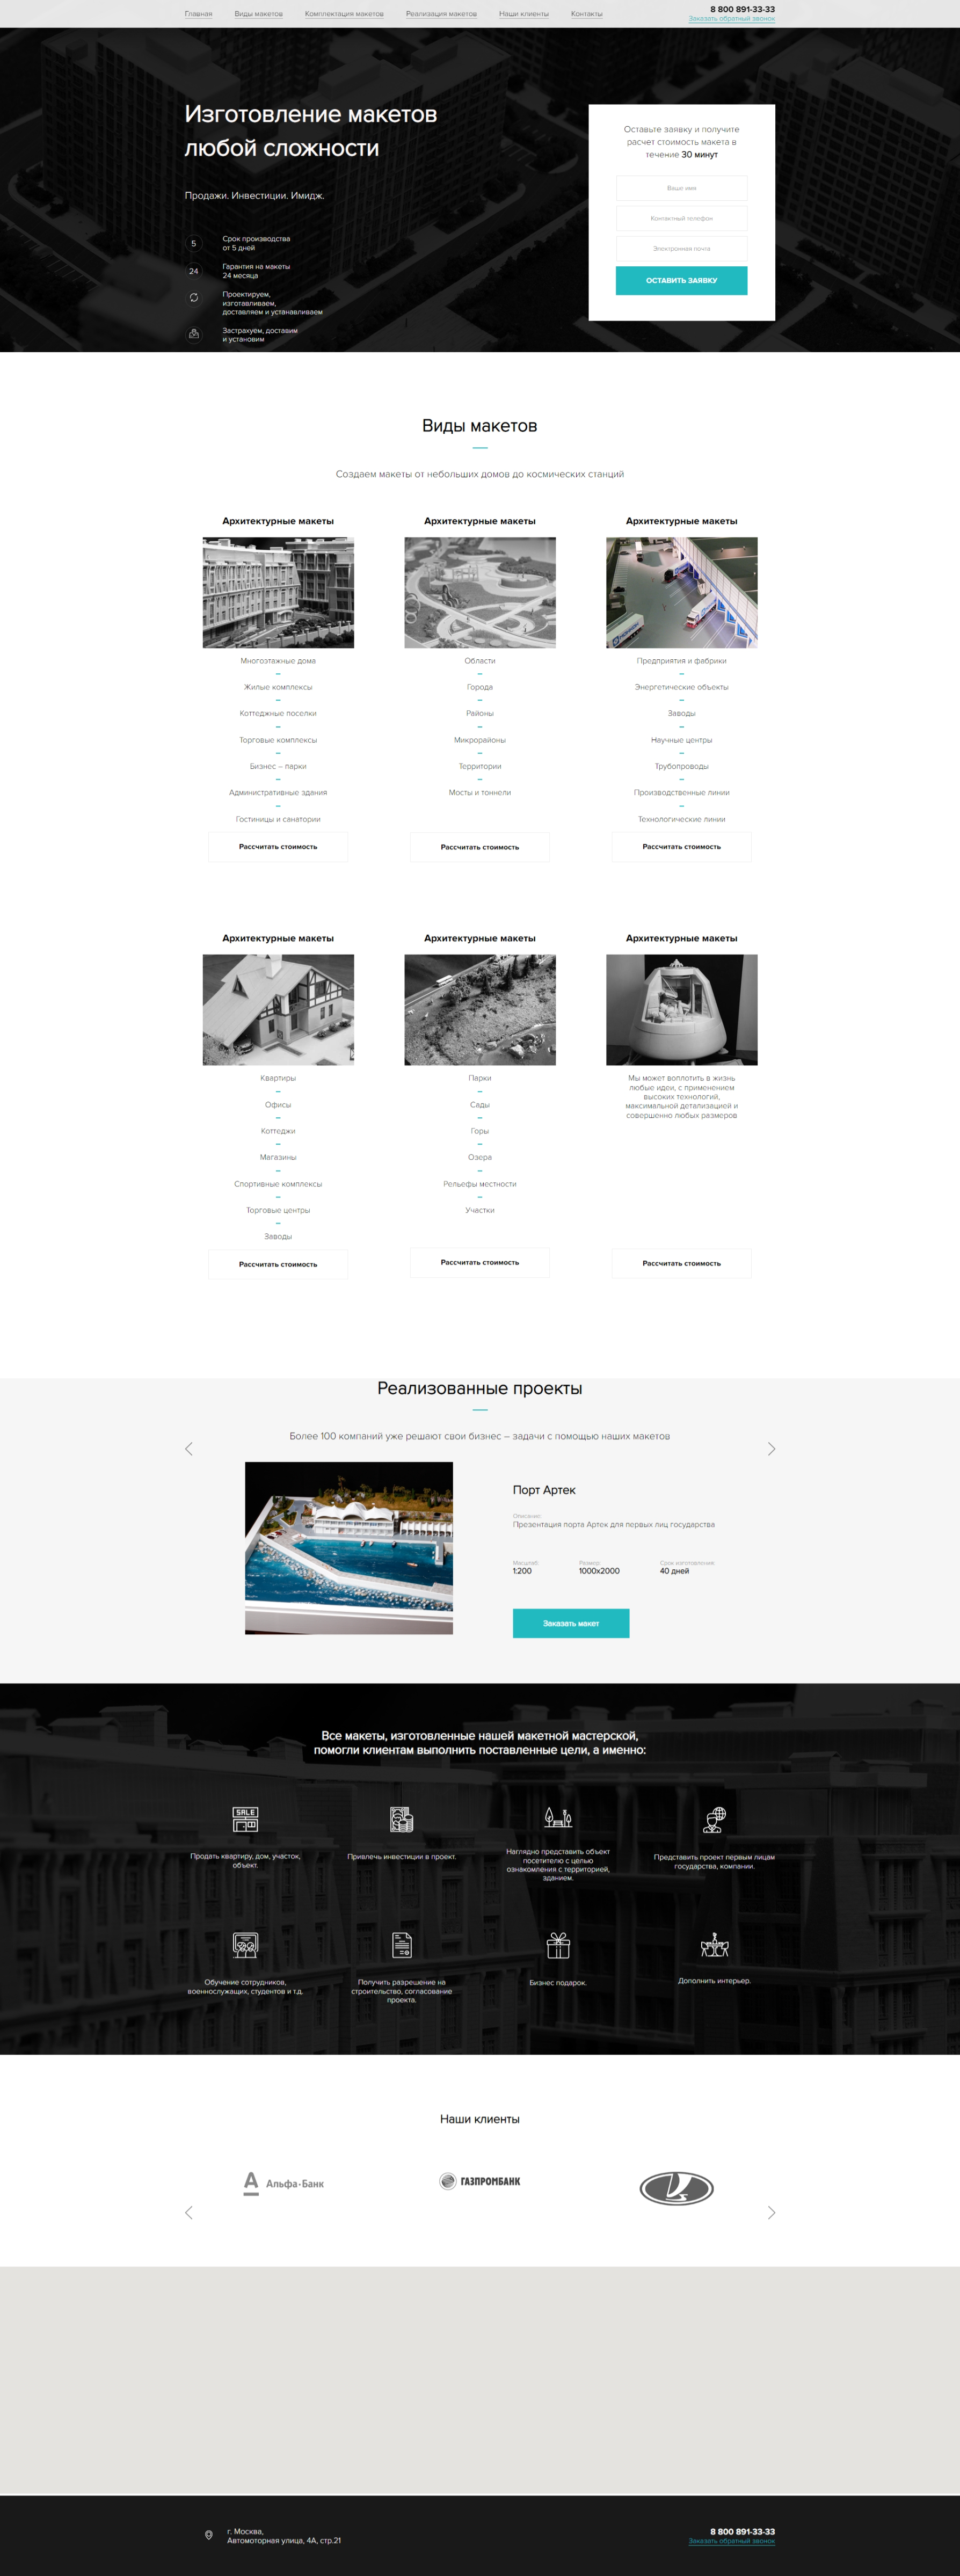 Главная
Виды макетов
Комплектация макетов
Реализация макетов
Наши клиенты
Контакты
8 800 891-33-33
Заказать обратный звонок
Изготовление макетов
любой сложности
Продажи. Инвестиции. Имидж.
5
Срок производства
от 5 дней
24
Гарантия на макеты
24 месяца
Проектируем,
изготавливаем,
доставляем и устанавливаем
Застрахуем, доставим
и установим
Оставьте заявку и получите
расчет стоимость макета в
течение 30 минут
Ваше имя
Контактный телефон
Электронная почта
ОСТАВИТЬ ЗАЯВКУ
Виды макетов
Создаем макеты от небольших домов до космических станций
Архитектурные макеты
Многоэтажные дома
–
Жилые комплексы
–
Коттеджные поселки
–
Торговые комплексы
–
Бизнес – парки
–
Административные здания
–
Гостиницы и санатории
Рассчитать стоимость
Архитектурные макеты
Области
–
Города
–
Районы
–
Микрорайоны
–
Территории
–
Мосты и тоннели
Рассчитать стоимость
Архитектурные макеты
Предприятия и фабрики
–
Энергетические объекты
–
Заводы
–
Научные центры
–
Трубопроводы
–
Производственные линии
–
Технологические линии
Рассчитать стоимость
Архитектурные макеты
Квартиры
–
Офисы
–
Коттеджи
–
Магазины
–
Спортивные комплексы
–
Торговые центры
–
Заводы
Рассчитать стоимость
Архитектурные макеты
Парки
–
Сады
–
Горы
–
Озера
–
Рельефы местности
–
Участки
Рассчитать стоимость
Архитектурные макеты
Мы может воплотить в жизнь
любые идеи, с применением
высоких технологий,
максимальной детализацией и
совершенно любых размеров
Рассчитать стоимость
Реализованные проекты
Более 100 компаний уже решают свои бизнес – задачи с помощью наших макетов
Порт Артек
Описание:
Презентация порта Артек для первых лиц государства
Масштаб:
1:200
Размер:
1000x2000
Срок изготовления:
40 дней
Заказать макет
Все макеты, изготовленные нашей макетной мастерской,
помогли клиентам выполнить поставленные цели, а именно:
SALE
Продать квартиру, дом, участок,
объект.
Привлечь инвестиции в проект.
Наглядно представить объект
посетителю с целью
ознакомления с территорией,
зданием.
Представить проект первым лицам
государства, компании.
Обучение сотрудников,
военнослужащих, студентов и т.д.
Получить разрешение на
строительство, согласование
проекта.
Бизнес подарок.
Дополнить интерьер.
Наши клиенты
А
Альфа·Банк
ГАЗПРОМБАНК
г. Москва,
Автомоторная улица, 4А, стр.21
8 800 891-33-33
Заказать обратный звонок